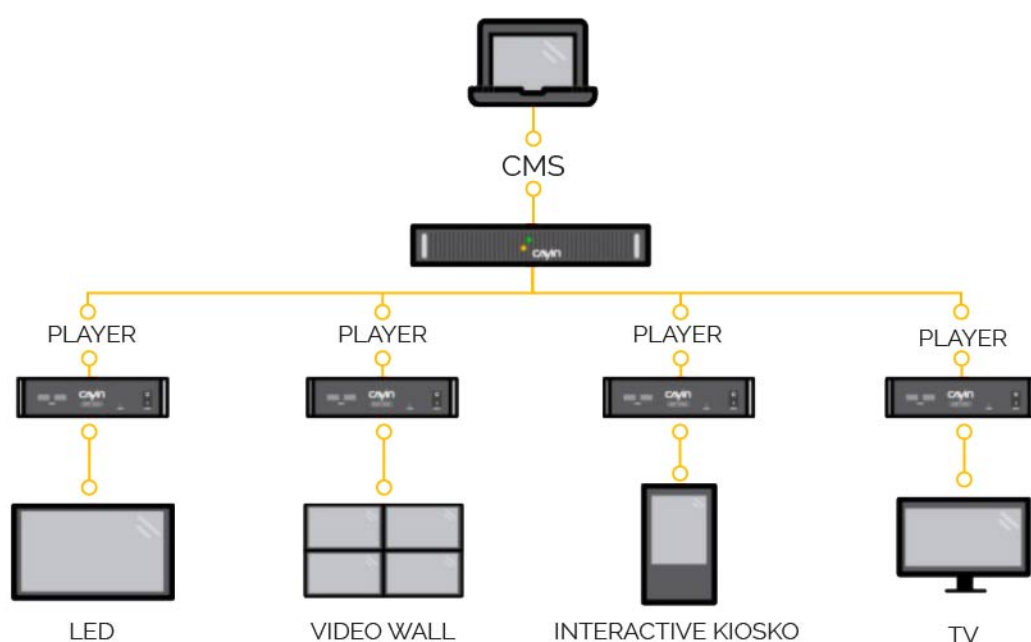 CMS
CAYIN
PLAYER PLAYER PLAYER PLAYER
CAYIN CAYIN CAYIN CAYIN
LED VIDEO WALL INTERACTIVE KIOSKO TV